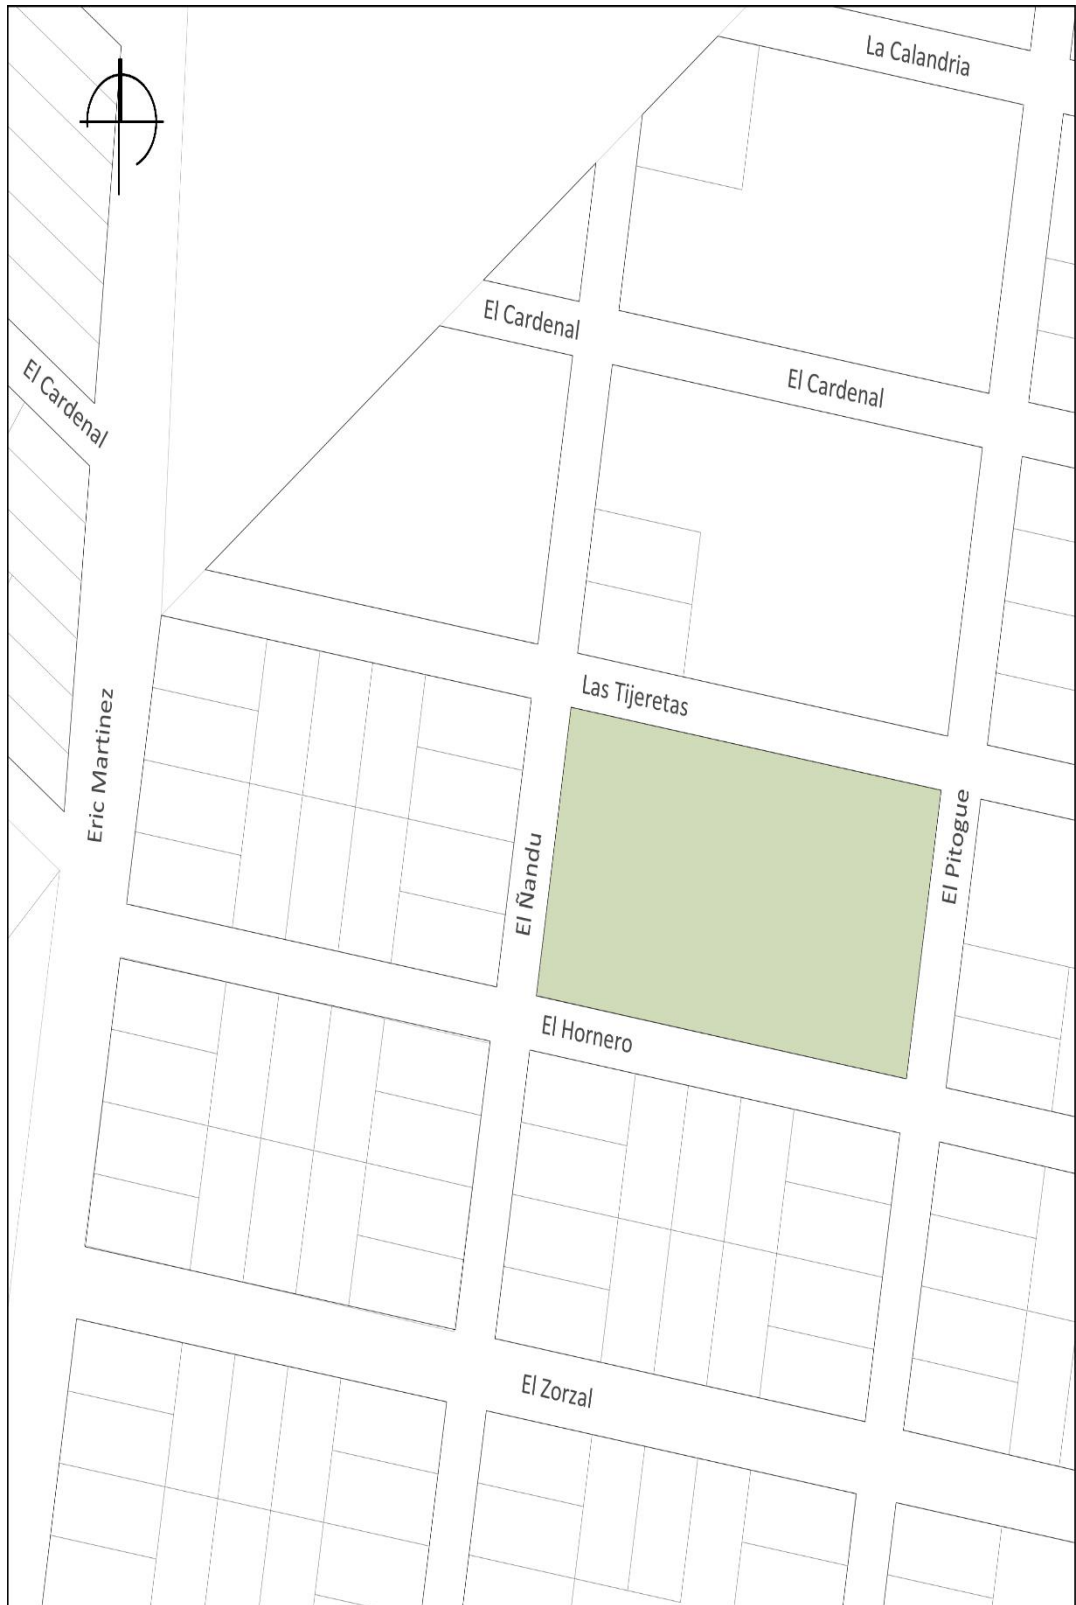 La Calandria
El Cardenal
El Cardenal
El Cardenal
Las Tijeretas
Eric Martinez
El Ñandu
El Pitogue
El Hornero
El Zorzal